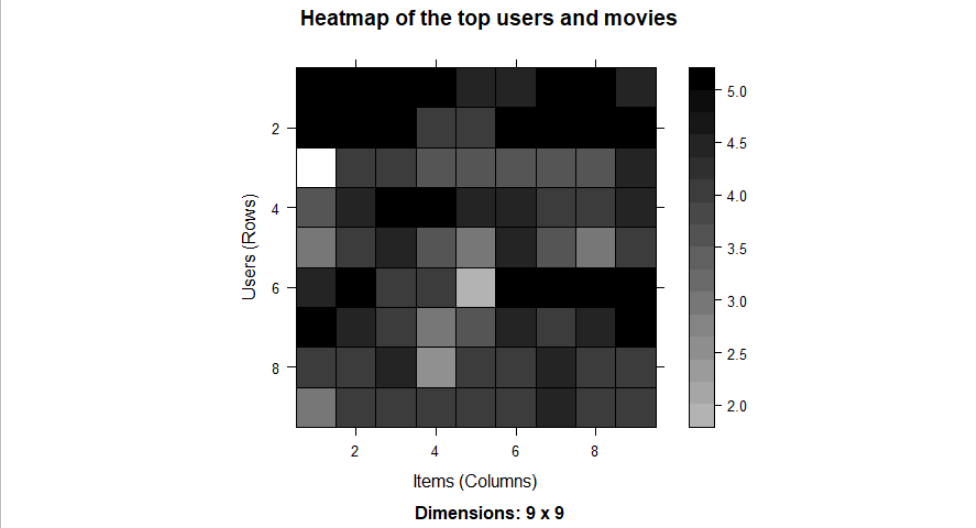 Heatmap of the top users and movies
5.0
4.5
4.0
3.5
3.0
2.5
2.0
Users (Rows)
2
4
6
8
2 4 6 8
Items (Columns)
Dimensions: 9 x 9